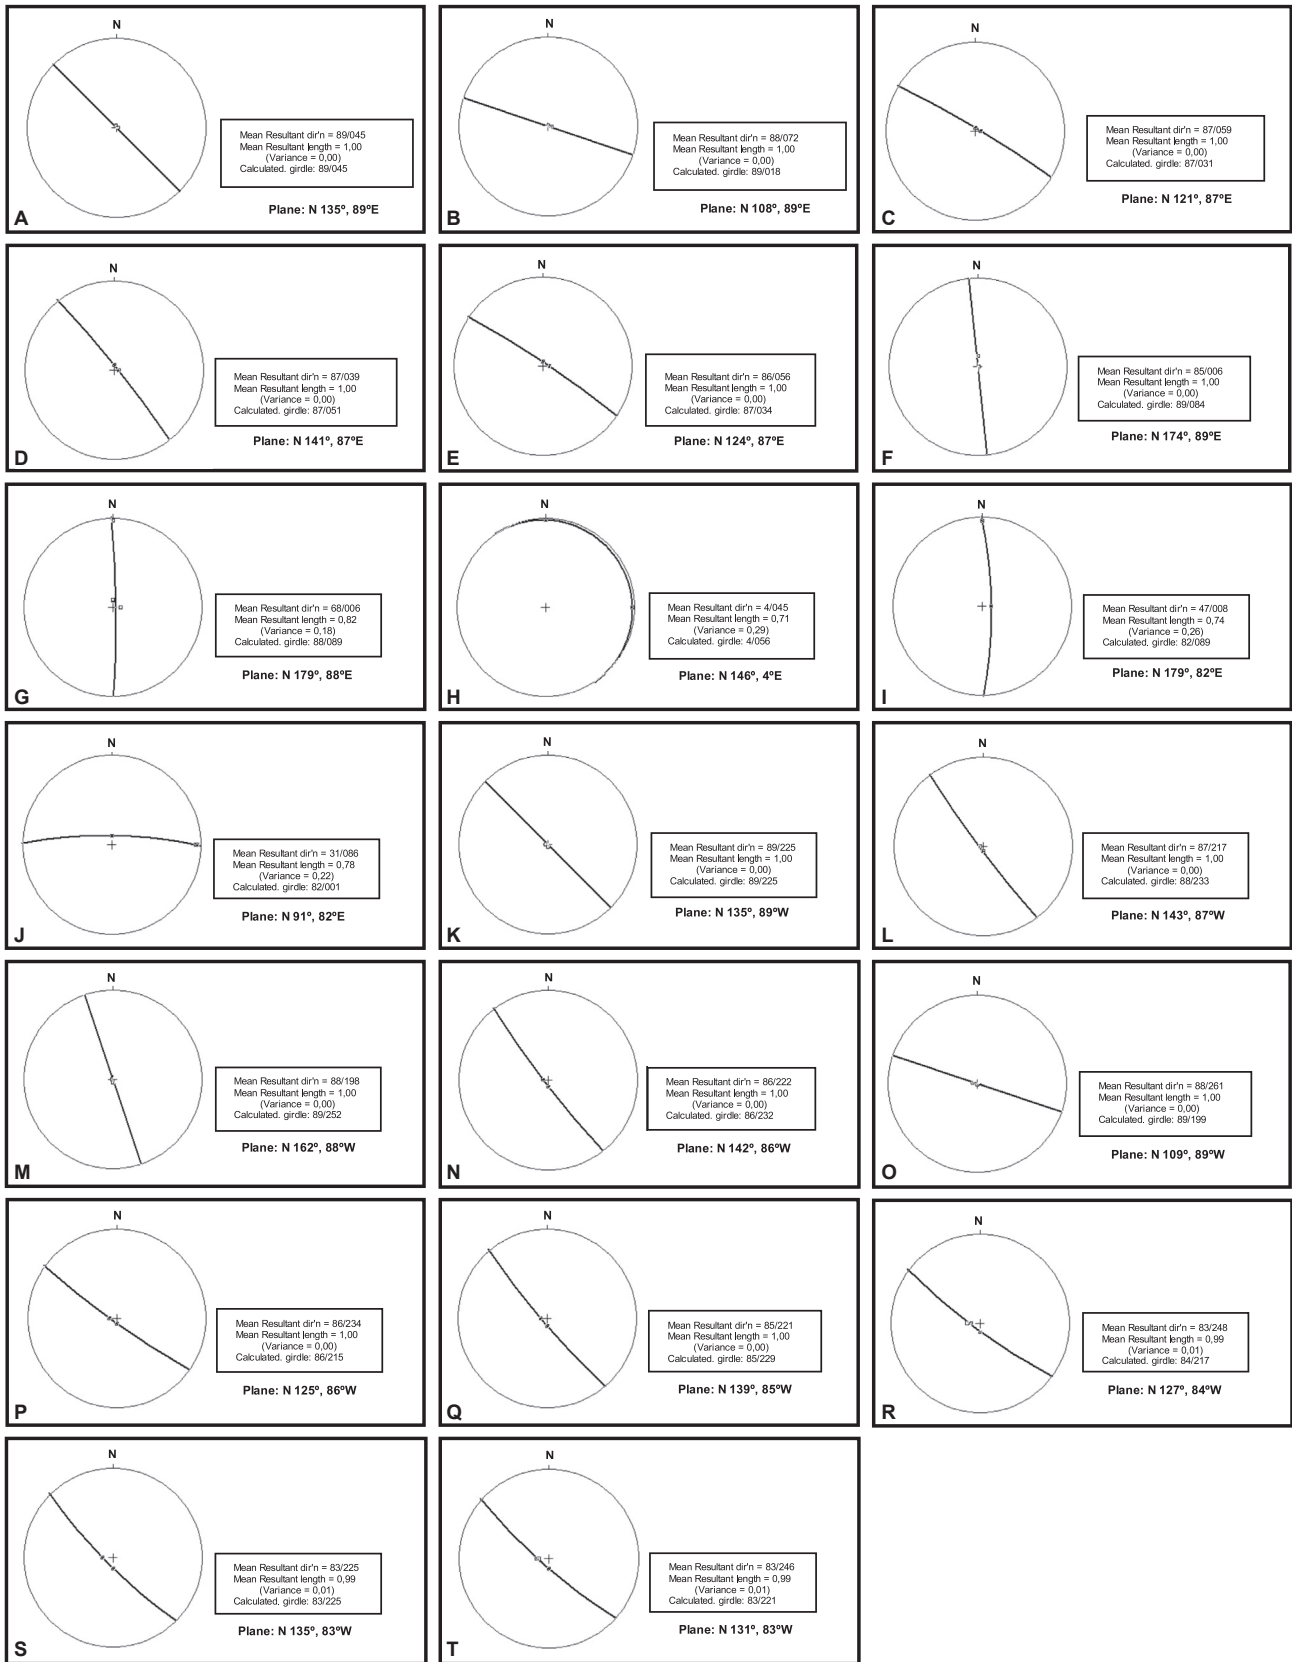 N
Mean Resultant dir'n = 89/045
Mean Resultant length = 1,00
(Variance = 0,00)
Calculated. girdle: 89/045
Plane: N 135º, 89ºE
A
N
Mean Resultant dir'n = 88/072
Mean Resultant length = 1,00
(Variance = 0,00)
Calculated. girdle: 89/018
Plane: N 108º, 89ºE
B
N
Mean Resultant dir'n = 87/059
Mean Resultant length = 1,00
(Variance = 0,00)
Calculated. girdle: 87/031
Plane: N 121º, 87ºE
C
N
Mean Resultant dir'n = 87/039
Mean Resultant length = 1,00
(Variance = 0,00)
Calculated. girdle: 87/051
Plane: N 141º, 87ºE
D
N
Mean Resultant dir'n = 86/056
Mean Resultant length = 1,00
(Variance = 0,00)
Calculated. girdle: 87/034
Plane: N 124º, 87ºE
E
N
Mean Resultant dir'n = 85/006
Mean Resultant length = 1,00
(Variance = 0,00)
Calculated. girdle: 89/084
Plane: N 174º, 89ºE
F
N
Mean Resultant dir'n = 68/006
Mean Resultant length = 0,82
(Variance = 0,18)
Calculated. girdle: 88/089
Plane: N 179º, 88ºE
G
N
Mean Resultant dir'n = 4/045
Mean Resultant length = 0,71
(Variance = 0,29)
Calculated. girdle: 4/056
Plane: N 146º, 4ºE
H
N
Mean Resultant dir'n = 47/008
Mean Resultant length = 0,74
(Variance = 0,26)
Calculated. girdle: 82/089
Plane: N 179º, 82ºE
I
N
Mean Resultant dir'n = 31/086
Mean Resultant length = 0,78
(Variance = 0,22)
Calculated. girdle: 82/001
Plane: N 91º, 82ºE
J
N
Mean Resultant dir'n = 89/225
Mean Resultant length = 1,00
(Variance = 0,00)
Calculated. girdle: 89/225
Plane: N 135º, 89ºW
K
N
Mean Resultant dir'n = 87/217
Mean Resultant length = 1,00
(Variance = 0,00)
Calculated. girdle: 88/233
Plane: N 143º, 87ºW
L
N
Mean Resultant dir'n = 88/198
Mean Resultant length = 1,00
(Variance = 0,00)
Calculated. girdle: 89/252
Plane: N 162º, 88ºW
M
N
Mean Resultant dir'n = 86/222
Mean Resultant length = 1,00
(Variance = 0,00)
Calculated. girdle: 86/232
Plane: N 142º, 86ºW
N
N
Mean Resultant dir'n = 88/261
Mean Resultant length = 1,00
(Variance = 0,00)
Calculated. girdle: 89/199
Plane: N 109º, 89ºW
O
N
Mean Resultant dir'n = 86/234
Mean Resultant length = 1,00
(Variance = 0,00)
Calculated. girdle: 86/215
Plane: N 125º, 86ºW
P
N
Mean Resultant dir'n = 85/221
Mean Resultant length = 1,00
(Variance = 0,00)
Calculated. girdle: 85/229
Plane: N 139º, 85ºW
Q
N
Mean Resultant dir'n = 83/248
Mean Resultant length = 0,99
(Variance = 0,01)
Calculated. girdle: 84/217
Plane: N 127º, 84ºW
R
N
Mean Resultant dir'n = 83/225
Mean Resultant length = 0,99
(Variance = 0,01)
Calculated. girdle: 83/225
Plane: N 135º, 83ºW
S
N
Mean Resultant dir'n = 83/246
Mean Resultant length = 0,99
(Variance = 0,01)
Calculated. girdle: 83/221
Plane: N 131º, 83ºW
T